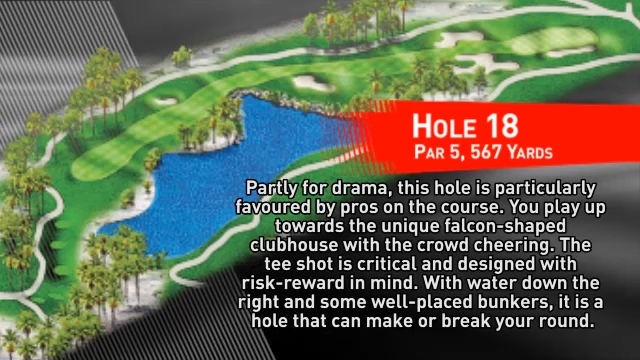 HOLE 18
PAR 5, 567 YARDS
Partly for drama, this hole is particularly
favoured by pros on the course. You play up
towards the unique falcon-shaped
clubhouse with the crowd cheering. The
tee shot is critical and designed with
risk-reward in mind. With water down the
right and some well-placed bunkers, it is a
hole that can make or break your round.